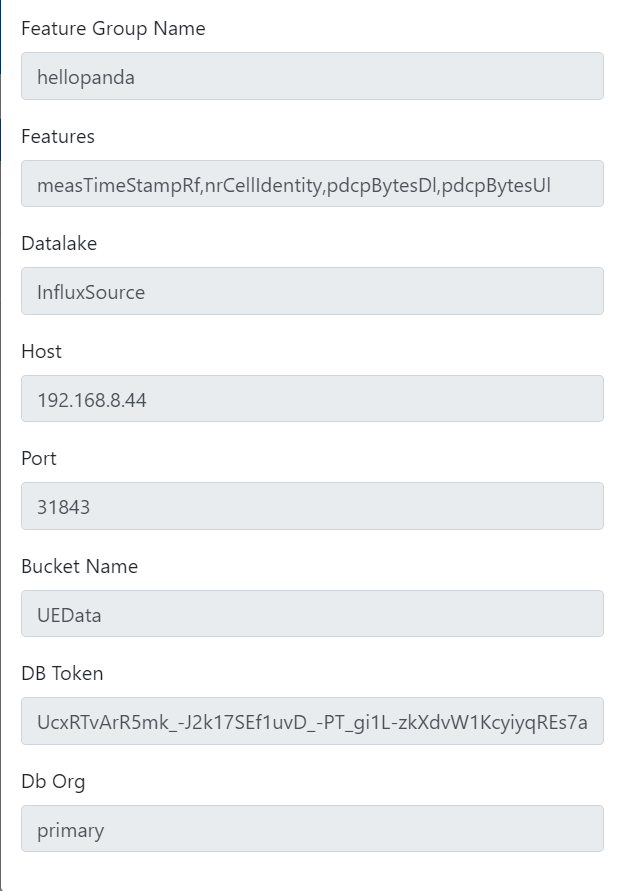 Feature Group Name
hellopanda
Features
measTimeStampRf,nrCellIdentity,pdcpBytesDl,pdcpBytesUl
Datalake
InfluxSource
Host
192.168.8.44
Port
31843
Bucket Name
UEData
DB Token
UcxRTvArR5mk_-J2k17SEf1uvD_-PT_gi1L-zkXdvW1KcyiyqREs7a
Db Org
primary